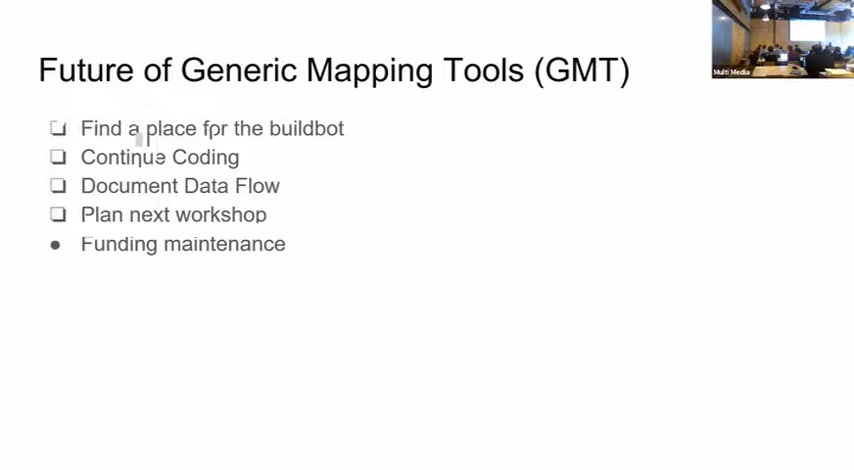 Future of Generic Mapping Tools (GMT)
Find a place for the buildbot
Continue Coding
Document Data Flow
Plan next workshop
Funding maintenance
Multi Media